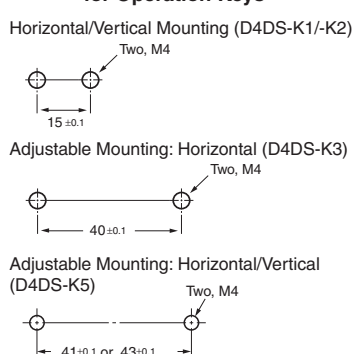 for Operation Keys
Horizontal/Vertical Mounting (D4DS-K1/-K2)
Two, M4
15 ±0.1
Adjustable Mounting: Horizontal (D4DS-K3)
Two, M4
40±0.1
Adjustable Mounting: Horizontal/Vertical
(D4DS-K5)
Two, M4
41±0.1 or 43±0.1